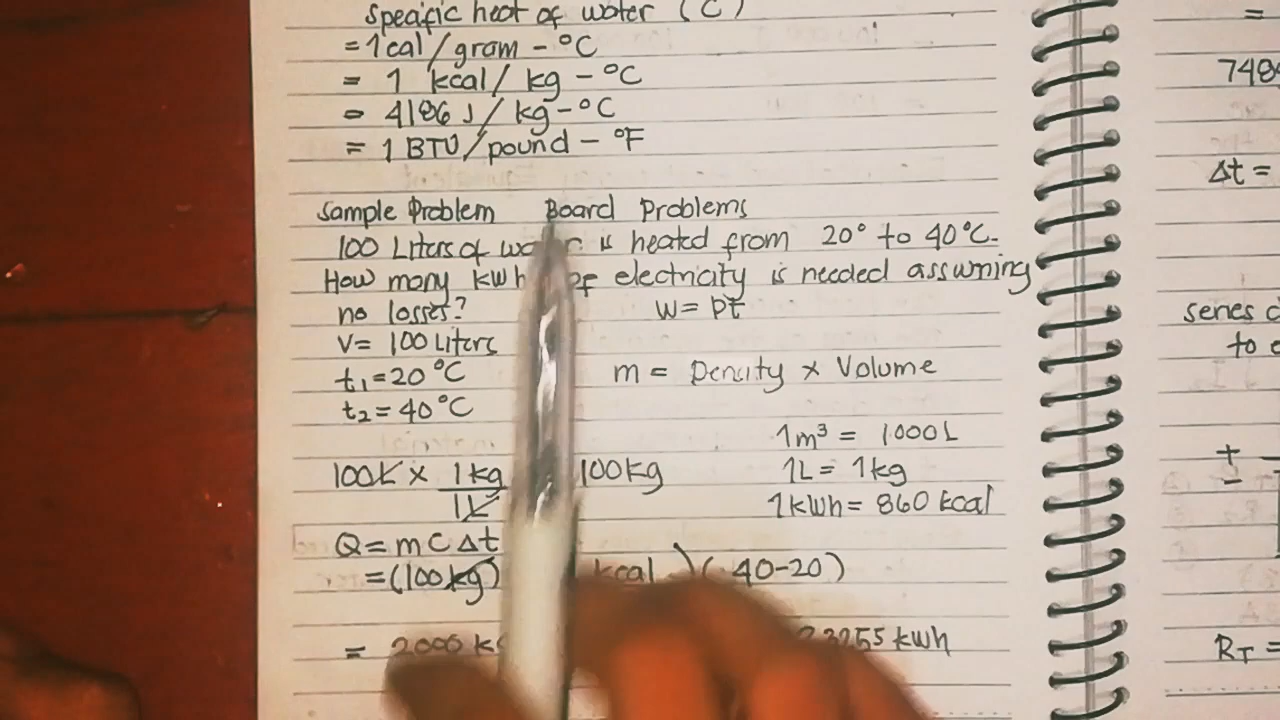 Specific heat of water (C)
= 1 cal/gram - °C
= 1 kcal/ kg - °C
= 4186 J/ kg - °C
= 1 BTU/pound - °F
Sample Problem Board Problems
100 Liters of is heated from 20° to 40°C.
How many kwh of electricity is needed assuming
no losses? W = pt
V = 100 Liters
t₁ = 20°C m = Density x Volume
t₂ = 40°C
1m³ = 1000L
100L x 1kg 100kg 1L = 1kg
1L
1kwh = 860 kcal
Q = mCΔt
= (100kg) kcal )( 40-20)
= 2000 3255 kwh
=
748
Δt =
series
to
+
-
R_T =